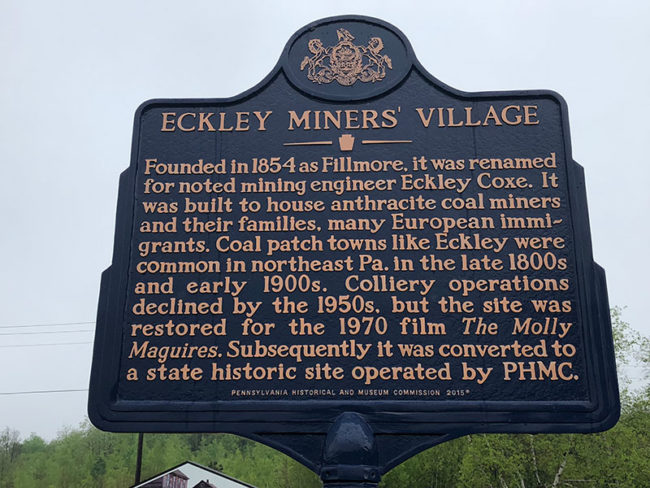 ECKLEY MINERS' VILLAGE
Founded in 1854 as Fillmore, it was renamed
for noted mining engineer Eckley Coxe. It
was built to house anthracite coal miners
and their families, many European immi-
grants. Coal patch towns like Eckley were
common in northeast Pa. in the late 1800s
and early 1900s. Colliery operations
declined by the 1950s, but the site was
restored for the 1970 film The Molly
Maguires. Subsequently it was converted to
a state historic site operated by PHMC.
PENNSYLVANIA HISTORICAL AND MUSEUM COMMISSION 2015®